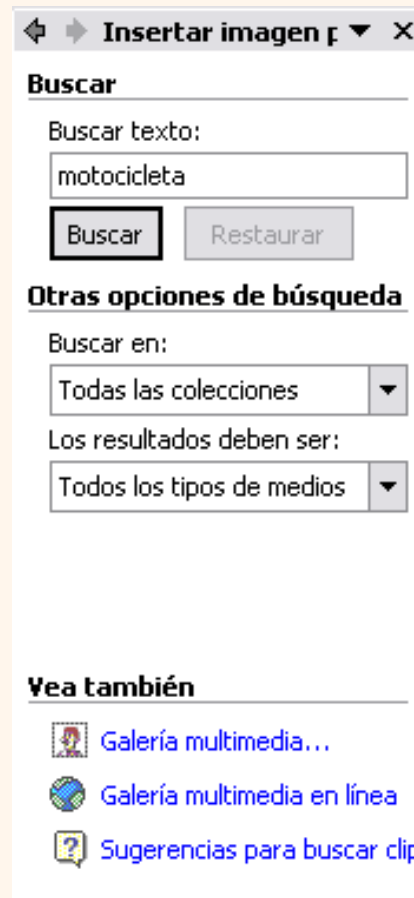 Insertar imagen p
Buscar
Buscar texto:
motocicleta
Buscar Restaurar
Otras opciones de búsqueda
Buscar en:
Todas las colecciones
Los resultados deben ser:
Todos los tipos de medios
Vea también
Galería multimedia...
Galería multimedia en línea
Sugerencias para buscar clip